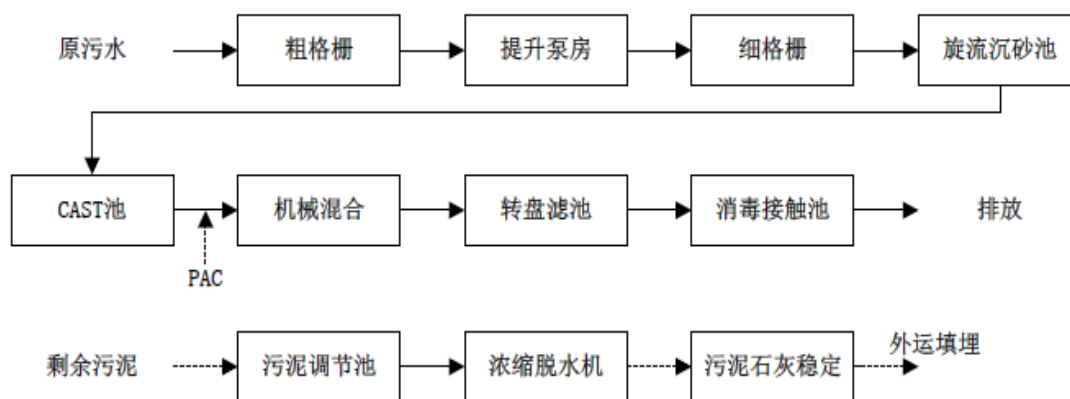 原污水
粗格栅
提升泵房
细格栅
旋流沉砂池
CAST池
机械混合
转盘滤池
消毒接触池
排放
PAC
剩余污泥
污泥调节池
浓缩脱水机
污泥石灰稳定
外运填埋